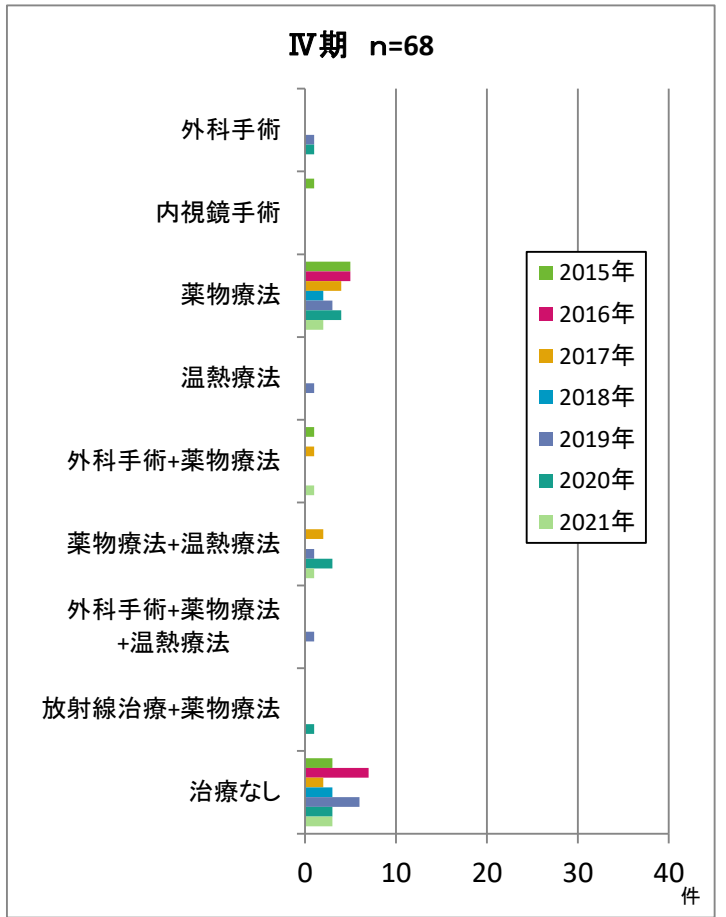 Ⅳ期 n=68
外科手術
内視鏡手術
薬物療法
温熱療法
外科手術+薬物療法
薬物療法+温熱療法
外科手術+薬物療法
+温熱療法
放射線治療+薬物療法
治療なし
2015年
2016年
2017年
2018年
2019年
2020年
2021年
0 10 20 30 40
件